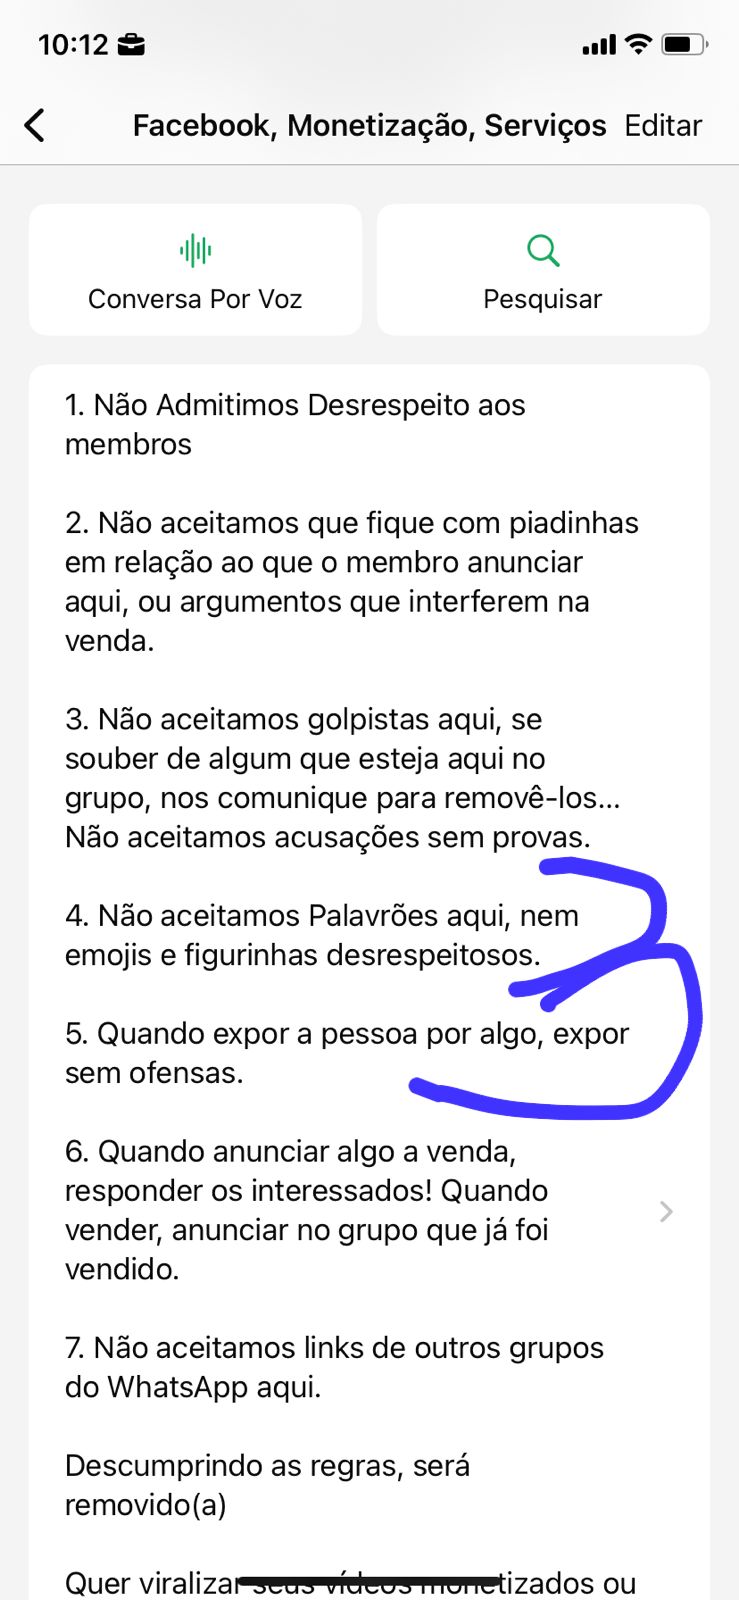 10:12
Facebook, Monetização, Serviços Editar
Conversa Por Voz
Pesquisar
1. Não Admitimos Desrespeito aos
membros
2. Não aceitamos que fique com piadinhas
em relação ao que o membro anunciar
aqui, ou argumentos que interferem na
venda.
3. Não aceitamos golpistas aqui, se
souber de algum que esteja aqui no
grupo, nos comunique para removê-los...
Não aceitamos acusações sem provas.
4. Não aceitamos Palavrões aqui, nem
emojis e figurinhas desrespeitosos.
5. Quando expor a pessoa por algo, expor
sem ofensas.
6. Quando anunciar algo a venda,
responder os interessados! Quando
vender, anunciar no grupo que já foi
vendido.
7. Não aceitamos links de outros grupos
do WhatsApp aqui.
Descumprindo as regras, será
removido(a)
Quer viralizar seus vídeos monetizados ou